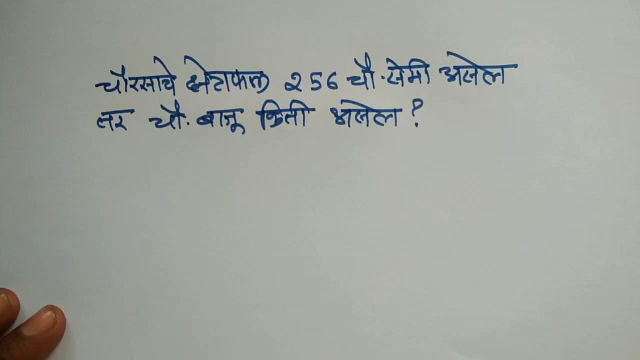 चौरसाचे क्षेत्रफळ 256 चौ.सेमी असेल
तर चौ. बाजू किती असेल ?